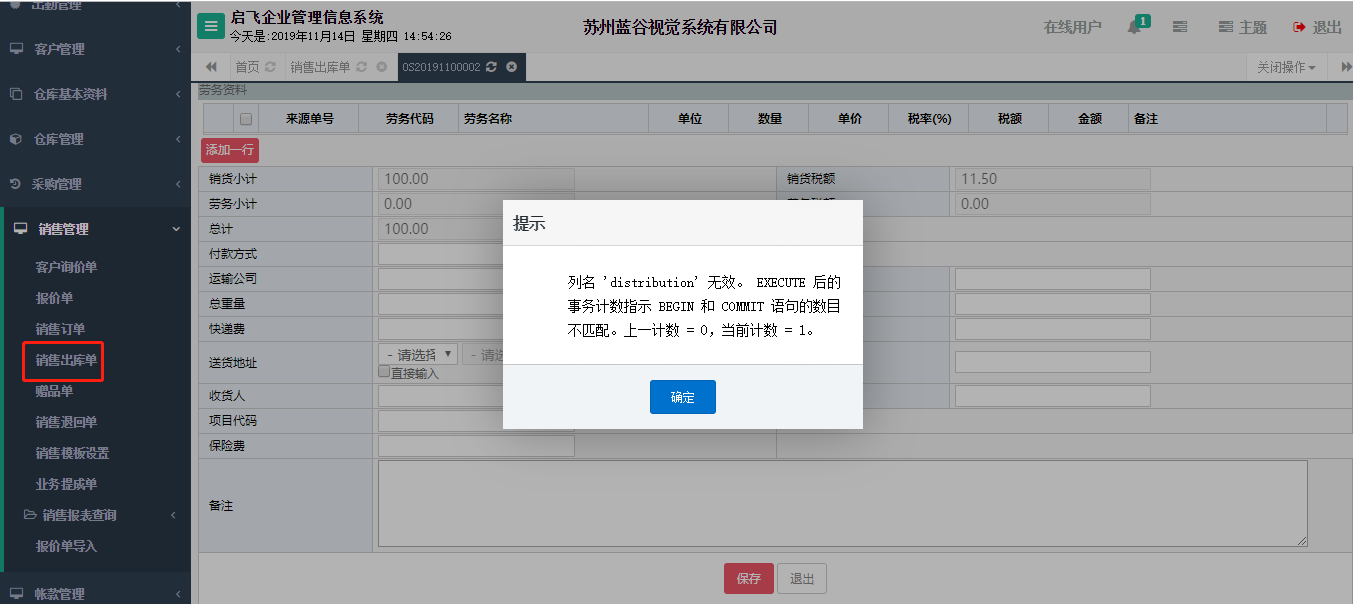 出勤管理
客户管理
仓库基本资料
仓库管理
采购管理
销售管理
客户询价单
报价单
销售订单
销售出库单
赠品单
销售退回单
销售模板设置
业务提成单
销售报表查询
报价单导入
帐款管理
启飞企业管理信息系统
今天是:2019年11月14日 星期四 14:54:26
苏州蓝谷视觉系统有限公司
在线用户 1 主题 退出
首页 销售出库单 OS20191100002 关闭操作
劳务资料
来源单号 劳务代码 劳务名称 单位 数量 单价 税率(%) 税额 金额 备注
添加一行
销货小计 100.00 销货税额 11.50
劳务小计 0.00 劳务税额 0.00
总计 100.00
付款方式
运输公司
总重量
快递费
送货地址 - 请选择 - 请选
直接输入
收货人
项目代码
保险费
备注
保存 退出
提示
列名 'distribution' 无效。 EXECUTE 后的
事务计数指示 BEGIN 和 COMMIT 语句的数目
不匹配。上一计数 = 0，当前计数 = 1。
确定